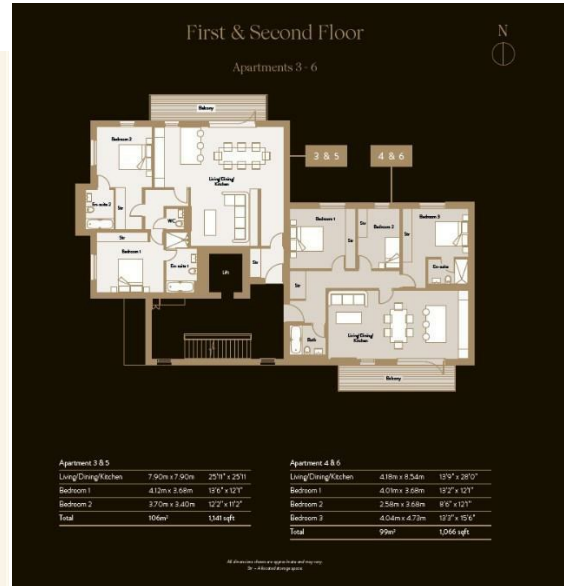 First & Second Floor
N
Apartments 3 - 6
Balcony
Bedroom 2
3 & 5
4 & 6
Living/Dining/
Kitchen
En-suite 2
Str
WC
Bedroom 1
Str
Bedroom 2
Str
Bedroom 3
Str
Bedroom 1
En-suite 1
Lift
Str
Str
En-suite
Bath
Living/Dining/
Kitchen
Balcony
Apartment 3 & 5
Living/Dining/Kitchen 7.90m x 7.90m 25'11" x 25'11
Bedroom 1 4.12m x 3.68m 13'6" x 12'1"
Bedroom 2 3.70m x 3.40m 12'2" x 11'2"
Total 106m² 1,141 sqft
Apartment 4 & 6
Living/Dining/Kitchen 4.18m x 8.54m 13'9" x 28'0"
Bedroom 1 4.01m x 3.68m 13'2" x 12'1"
Bedroom 2 2.58m x 3.68m 8'6" x 12'1"
Bedroom 3 4.04m x 4.73m 13'3" x 15'6"
Total 99m² 1,066 sqft
All dimensions shown are approximate and may vary.
Str - Allocated storage space